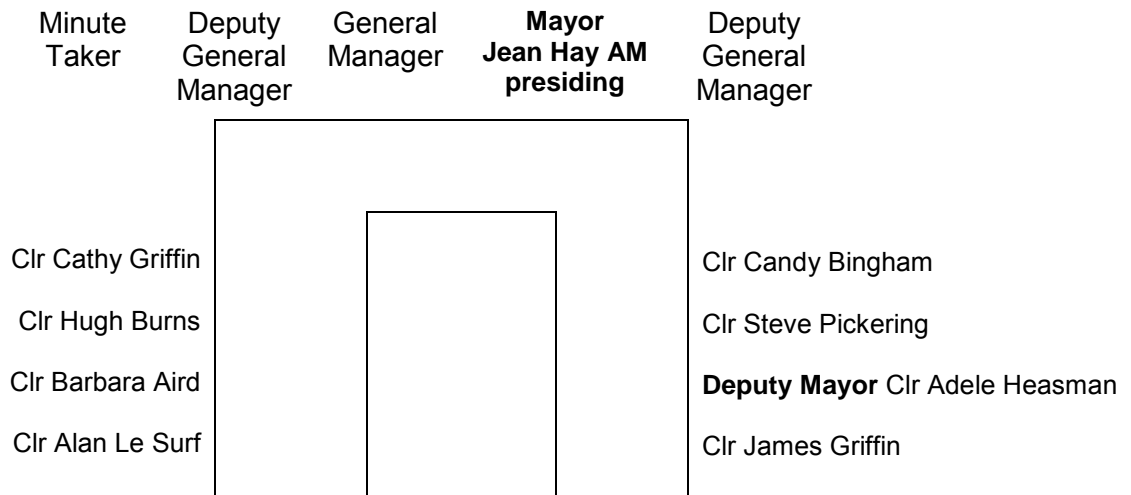 Minute
Taker
Deputy
General
Manager
General
Manager
Mayor
Jean Hay AM
presiding
Deputy
General
Manager
Clr Cathy Griffin
Clr Hugh Burns
Clr Barbara Aird
Clr Alan Le Surf
Clr Candy Bingham
Clr Steve Pickering
Deputy Mayor Clr Adele Heasman
Clr James Griffin